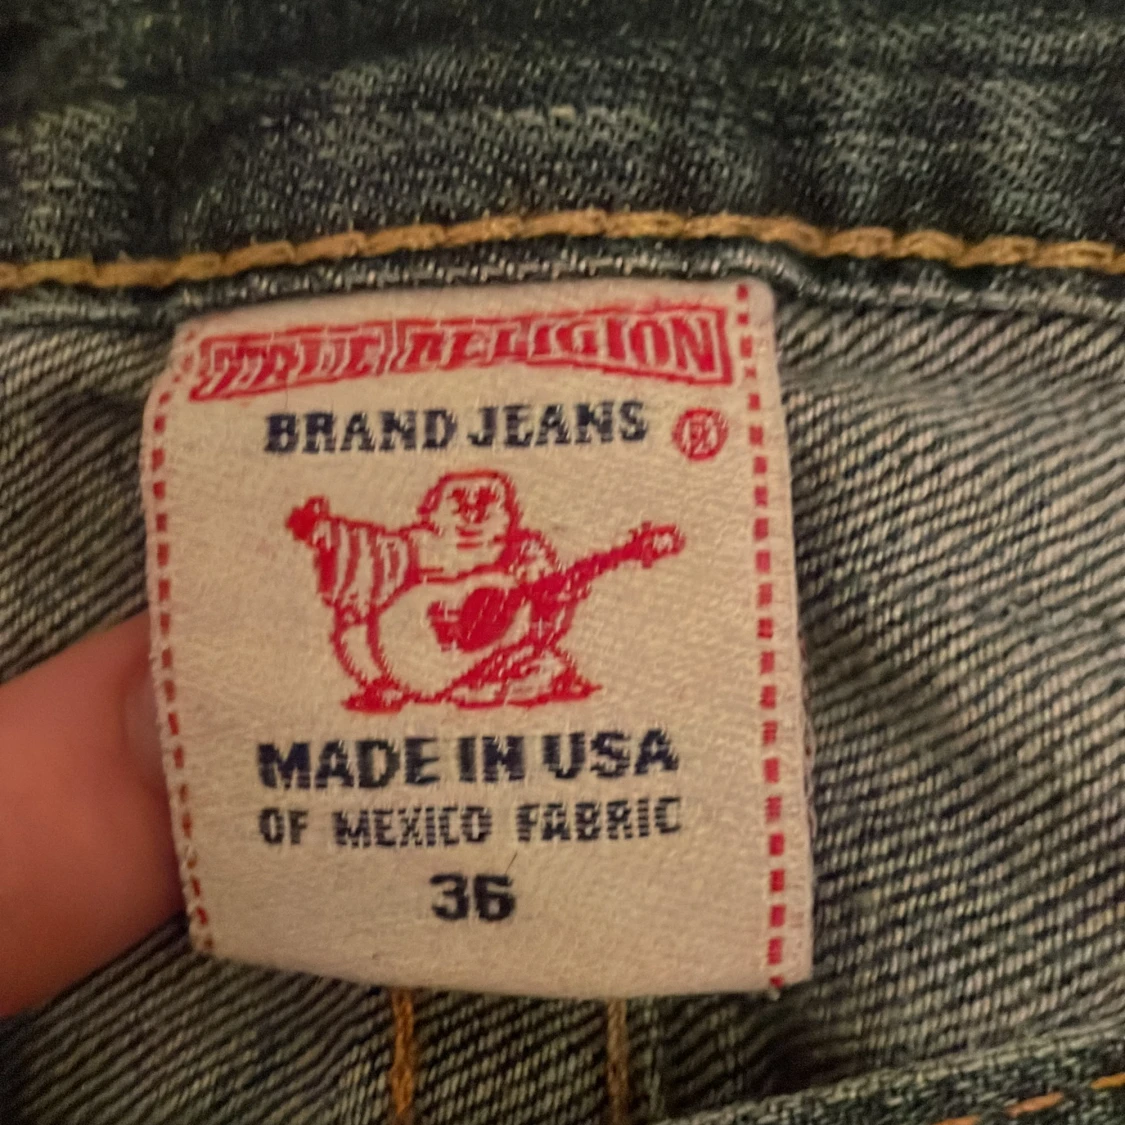 TRUE RELIGION
BRAND JEANS ®
MADE IN USA
OF MEXICO FABRIC
36